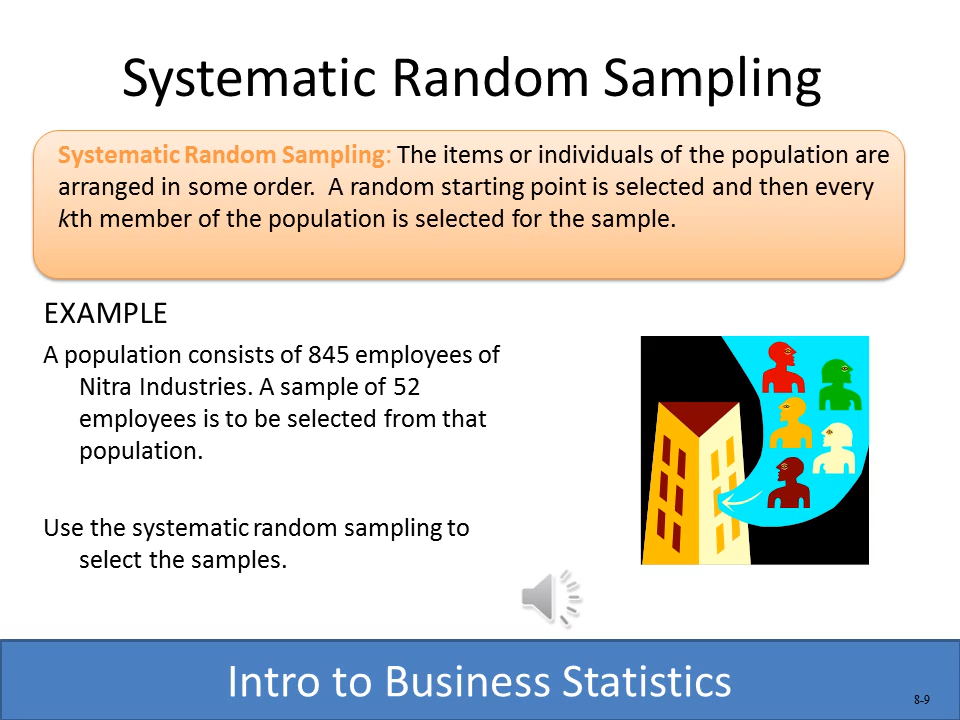 Systematic Random Sampling
Systematic Random Sampling: The items or individuals of the population are
arranged in some order.  A random starting point is selected and then every
kth member of the population is selected for the sample.
EXAMPLE
A population consists of 845 employees of
Nitra Industries. A sample of 52
employees is to be selected from that
population.
Use the systematic random sampling to
select the samples.
Intro to Business Statistics
8-9